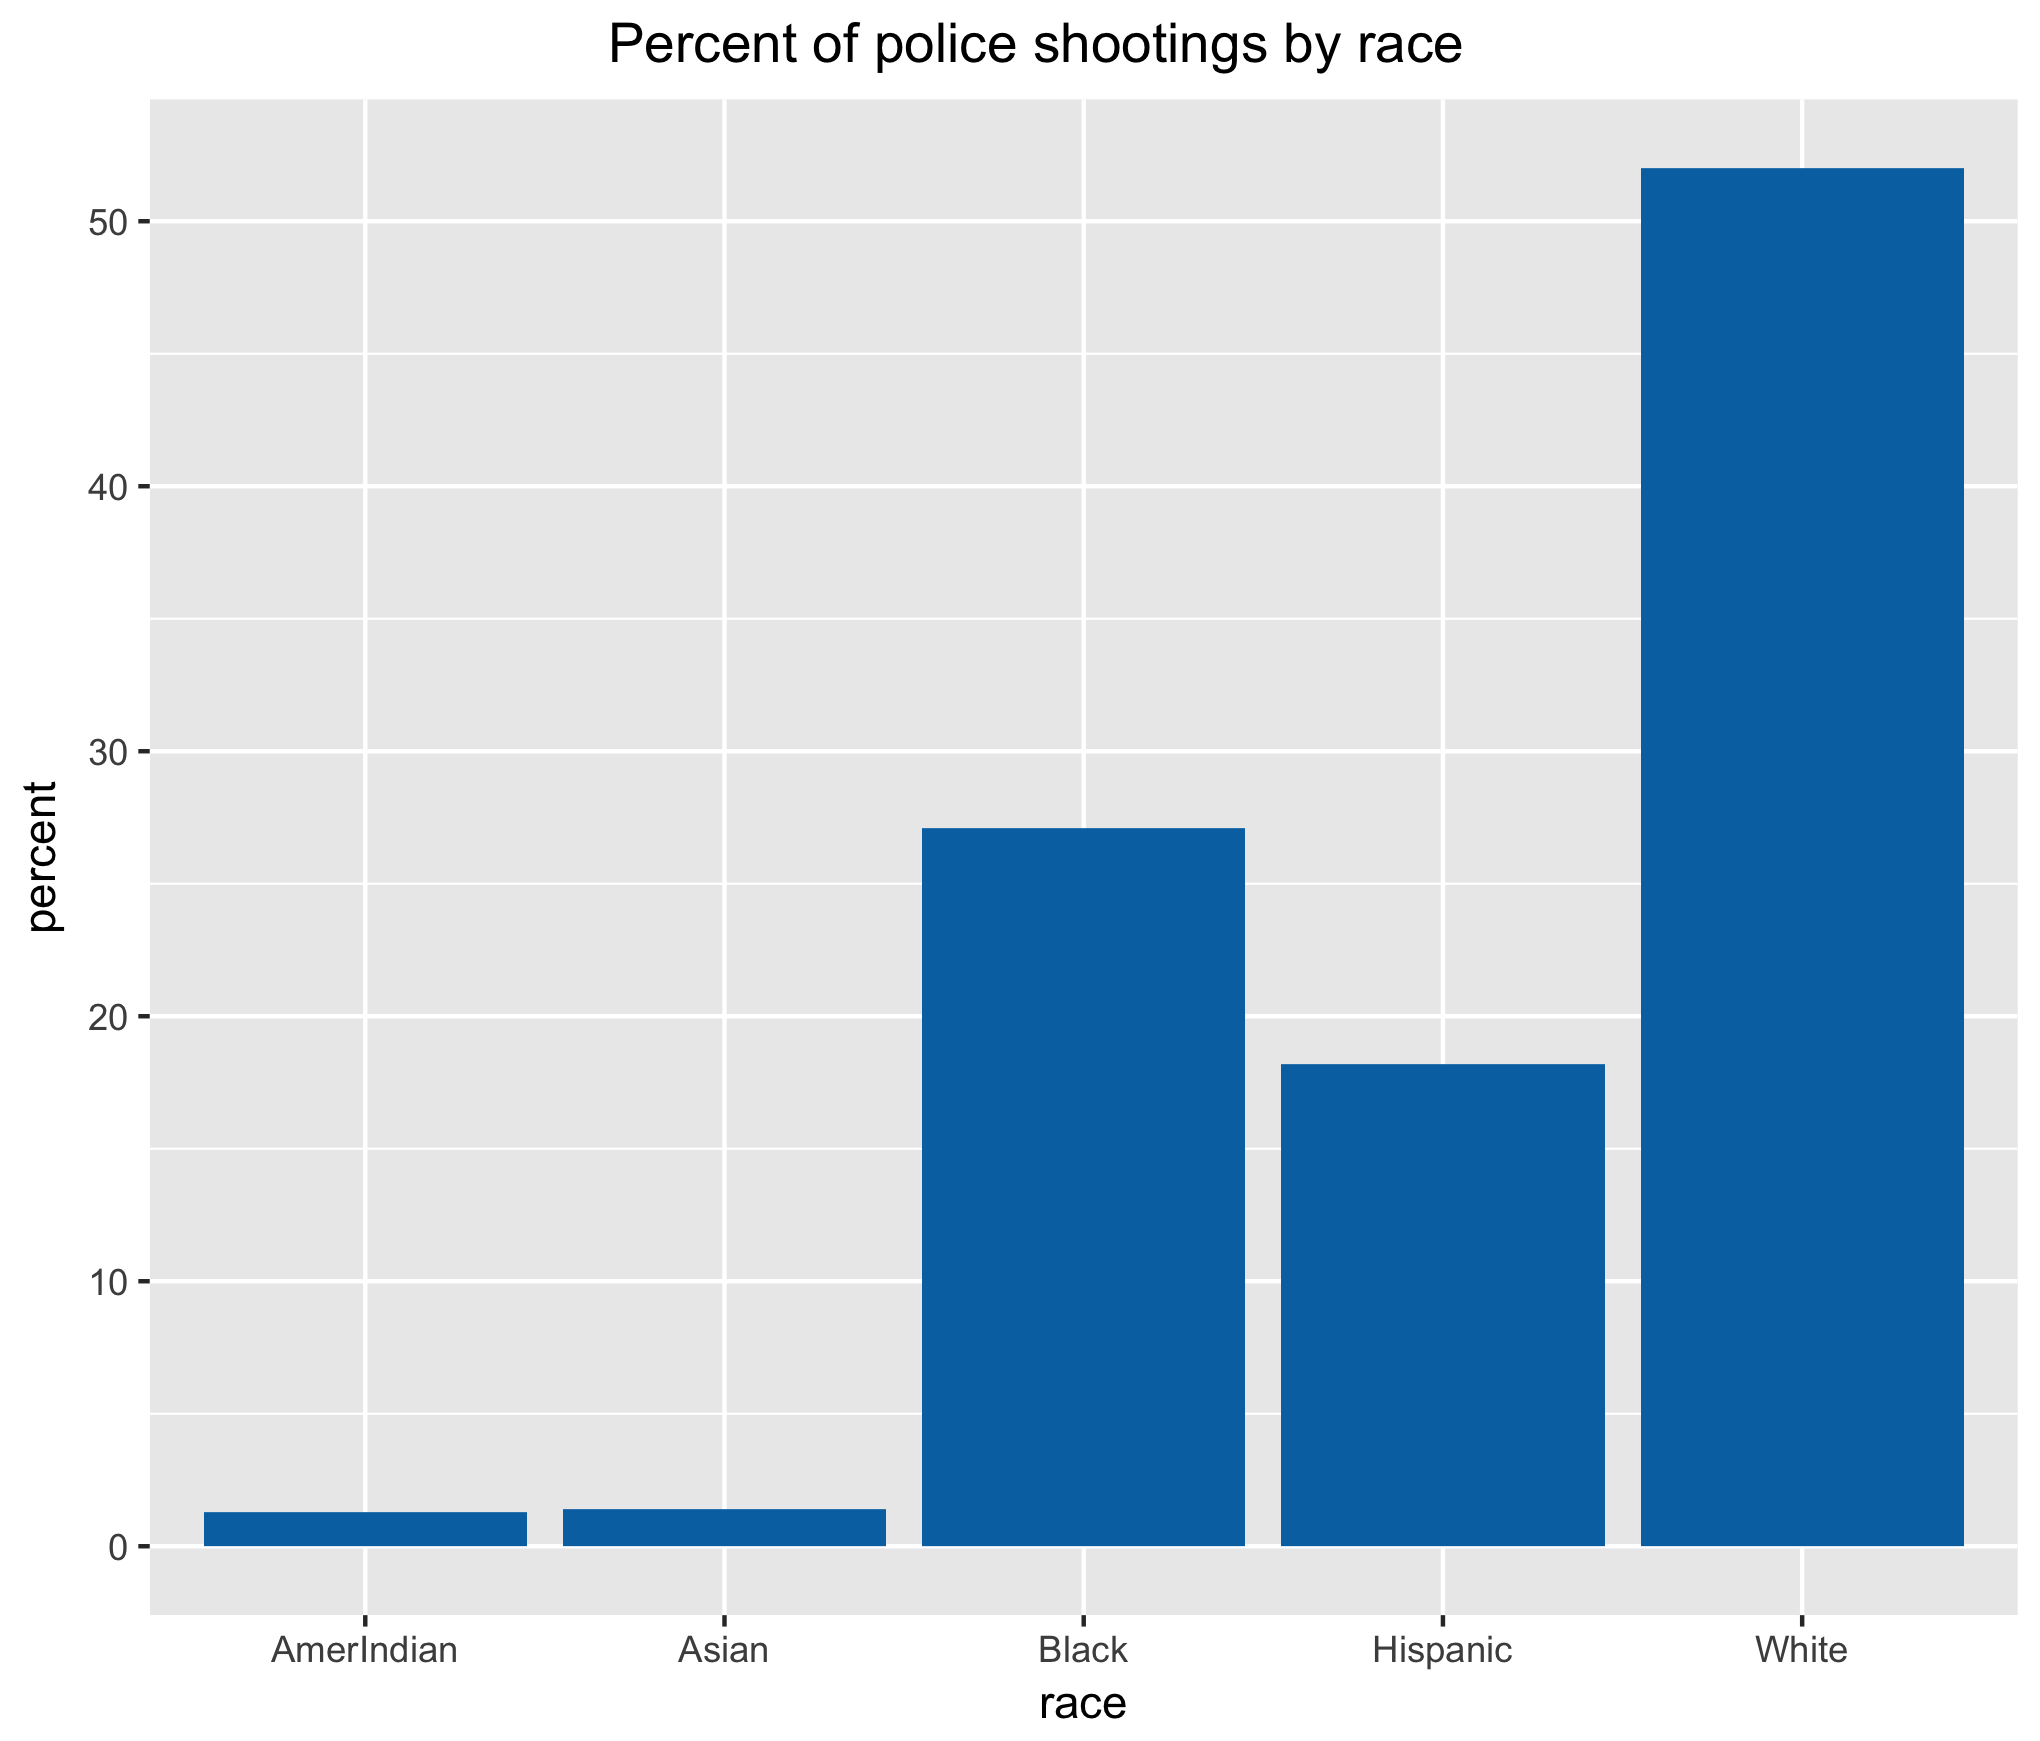 Percent of police shootings by race
percent
50
40
30
20
10
0
AmerIndian Asian Black Hispanic White
race